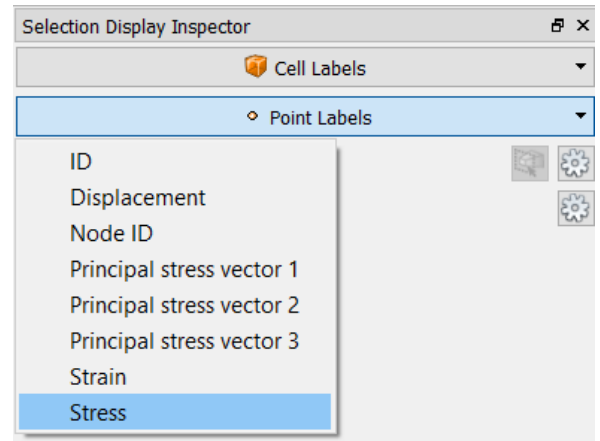 Selection Display Inspector
Cell Labels
Point Labels
ID
Displacement
Node ID
Principal stress vector 1
Principal stress vector 2
Principal stress vector 3
Strain
Stress